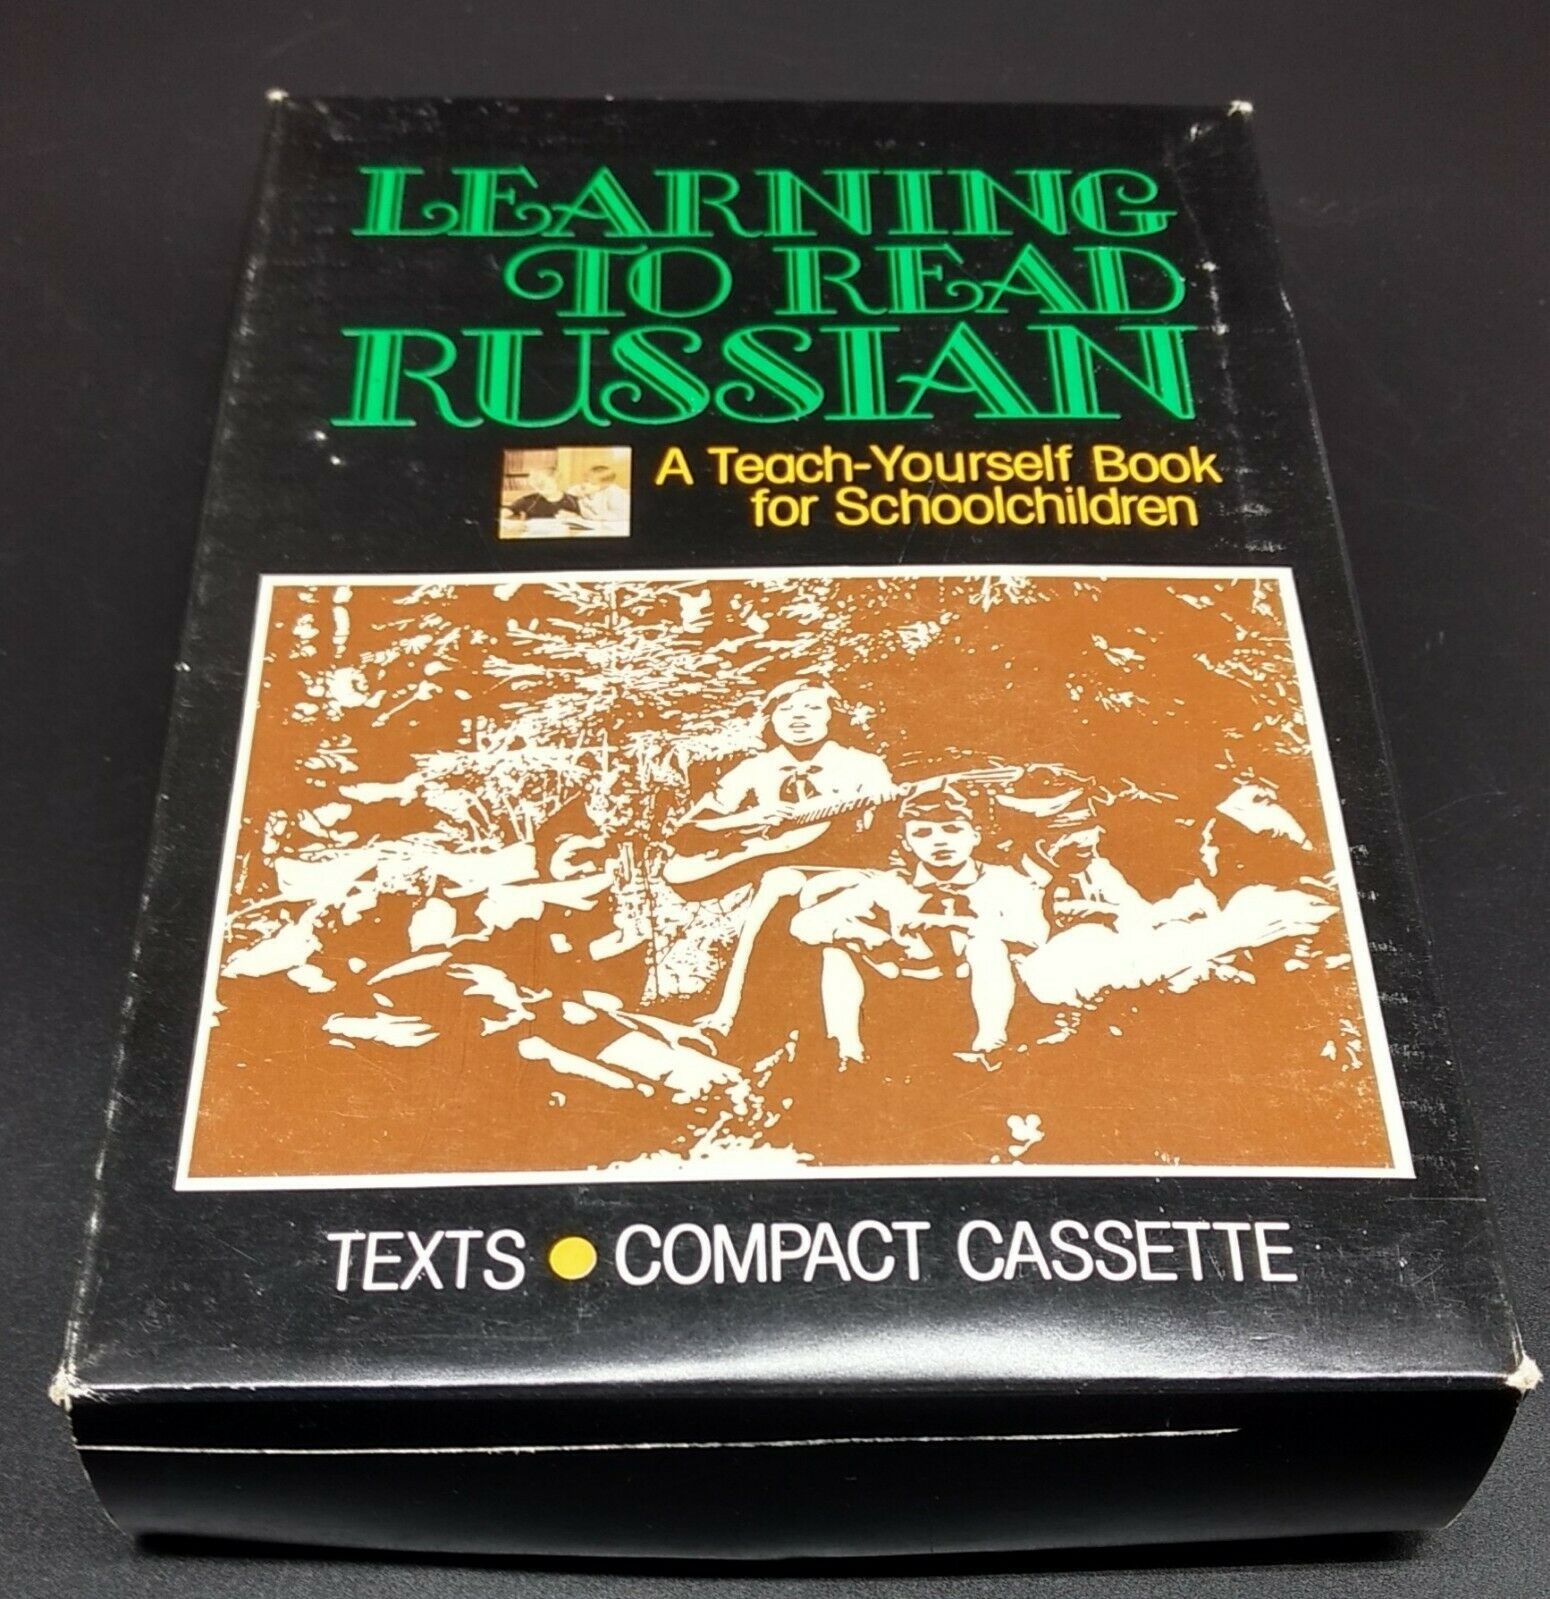 LEARNING
TO READ
RUSSIAN
A Teach-Yourself Book
for Schoolchildren
TEXTS ● COMPACT CASSETTE